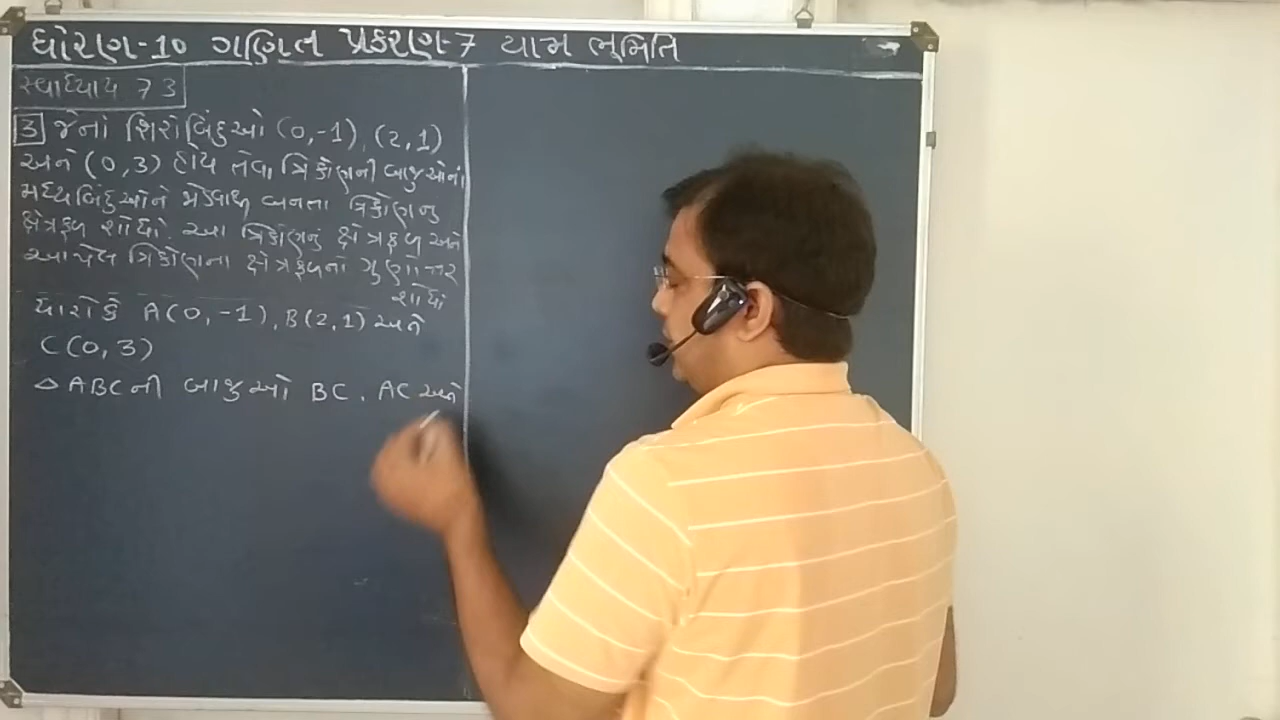 ધોરણ-10 ગણિત પ્રકરણ-7 યામ ભૂમિતિ
સ્વાધ્યાય 7 3
3 જેનાં શિરોબિંદુઓ (0,-1), (2,1)
અને (0,3) હોય તેવા ત્રિકોણની બાજુઓનાં
મધ્યબિંદુઓને જોડવાથી બનતા ત્રિકોણનું
ક્ષેત્રફળ શોધો. આ ત્રિકોણનું ક્ષેત્રફળ અને
આપેલ ત્રિકોણના ક્ષેત્રફળનો ગુણોત્તર
શોધો
ધારોકે A(0,-1), B(2,1) અને
C(0,3)
△ABCની બાજુઓ BC, AC અને